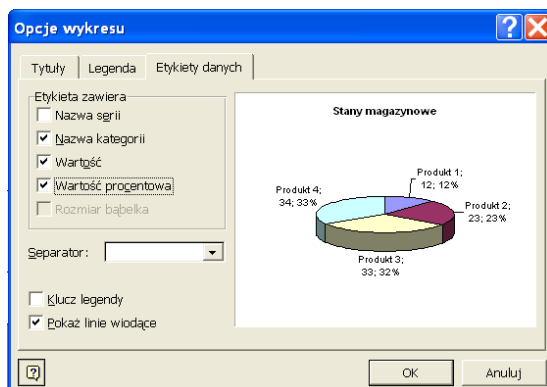 Opcje wykresu
Tytuły
Legenda
Etykiety danych
Etykieta zawiera
Nazwa serii
Nazwa kategorii
Wartość
Wartość procentowa
Rozmiar bąbelka
Separator:
Klucz legendy
Pokaż linie wiodące
Stany magazynowe
Produkt 1;
12; 12%
Produkt 4;
34; 33%
Produkt 2;
23; 23%
Produkt 3;
33; 32%
OK
Anuluj